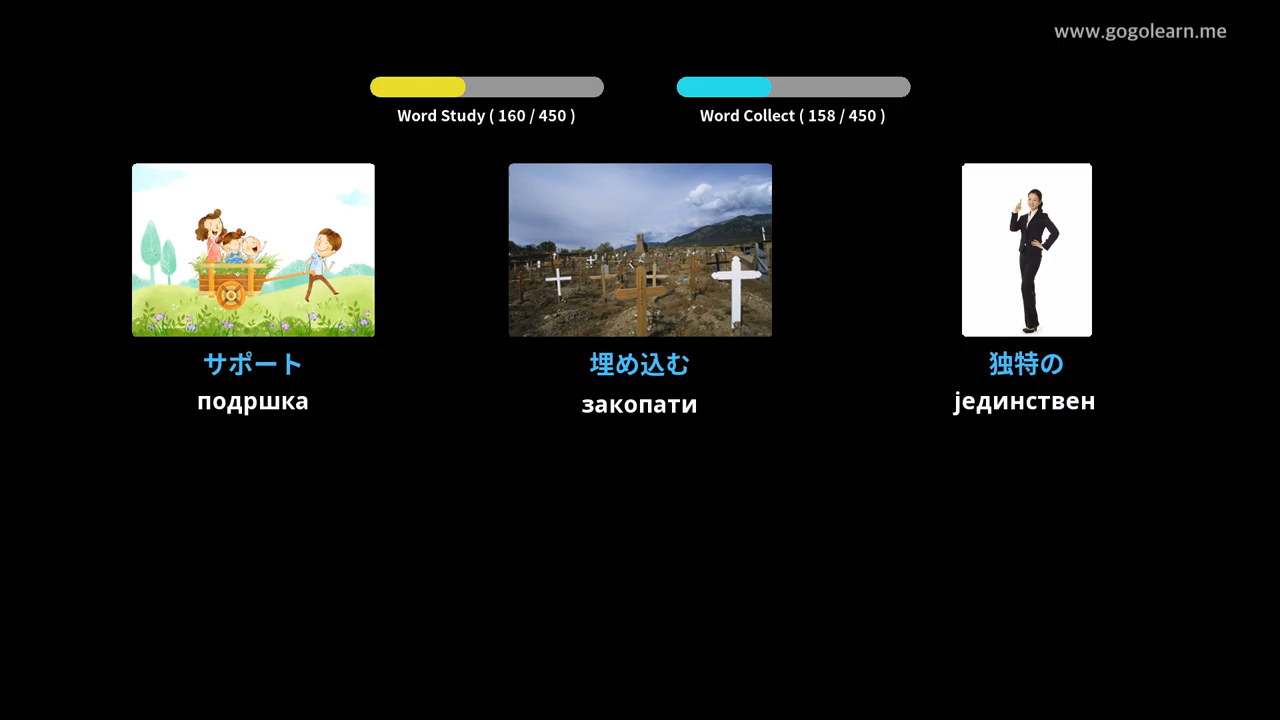 www.gogolearn.me
Word Study ( 160 / 450 )
Word Collect ( 158 / 450 )
サポート
埋め込む
独特の
подршка
закопати
јединствен